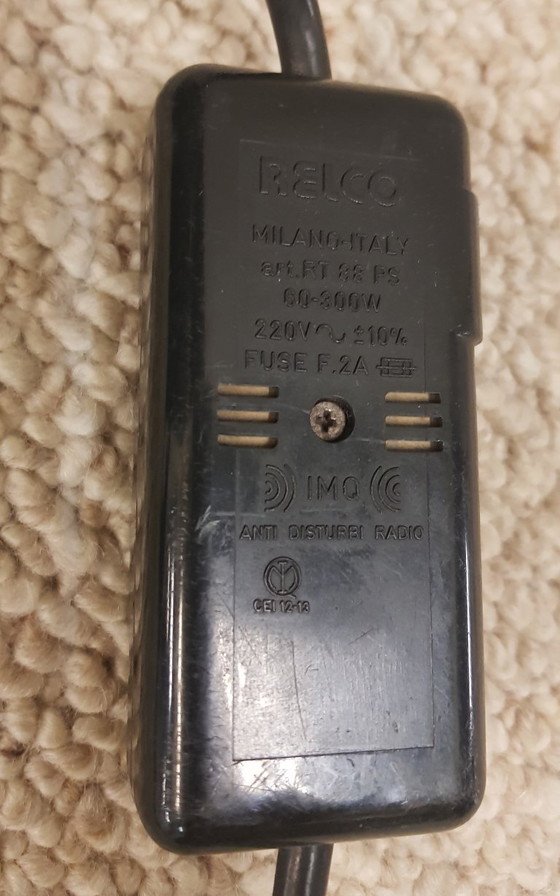 RELCO
MILANO-ITALY
art.RT 88 PS
60-300W
220V ~ ±10%
FUSE F.2A
IMQ
ANTI DISTURBI RADIO
CEI 12-13